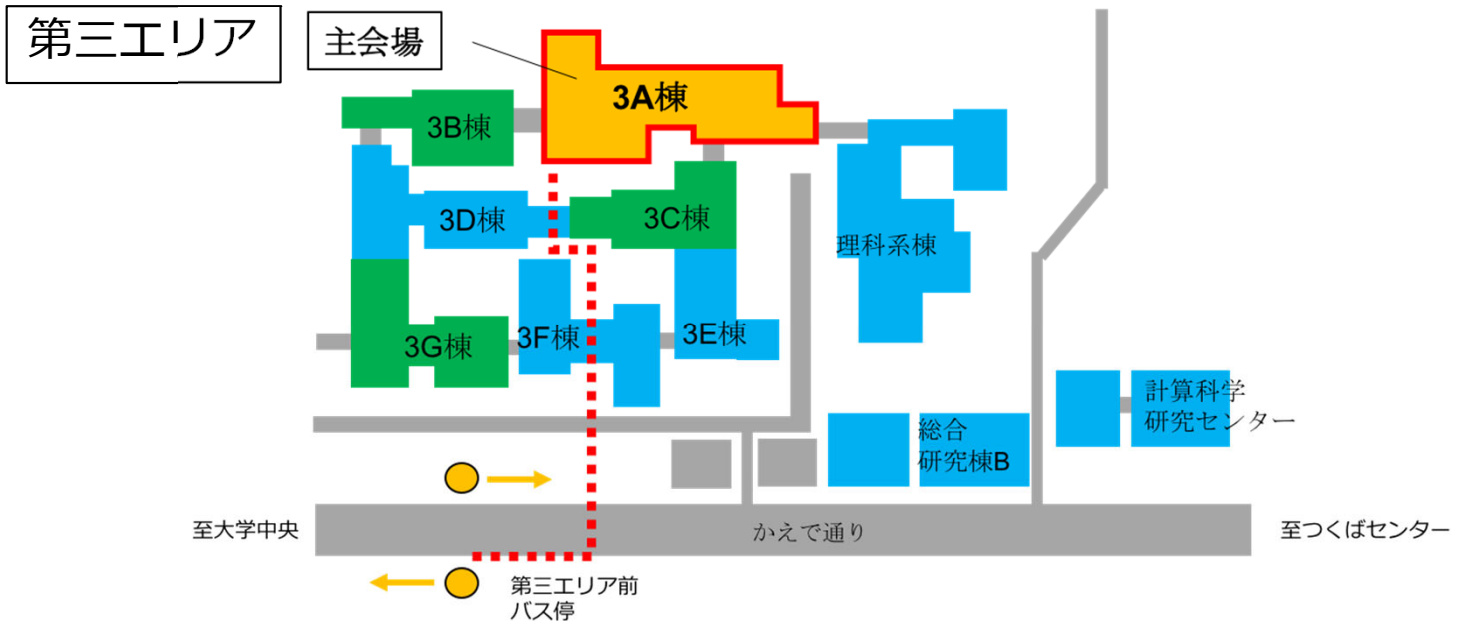 第三エリア
主会場
3A棟
3B棟
3D棟
3C棟
理科系棟
3G棟
3F棟
3E棟
計算科学
研究センター
総合
研究棟B
至大学中央
かえで通り
至つくばセンター
第三エリア前
バス停